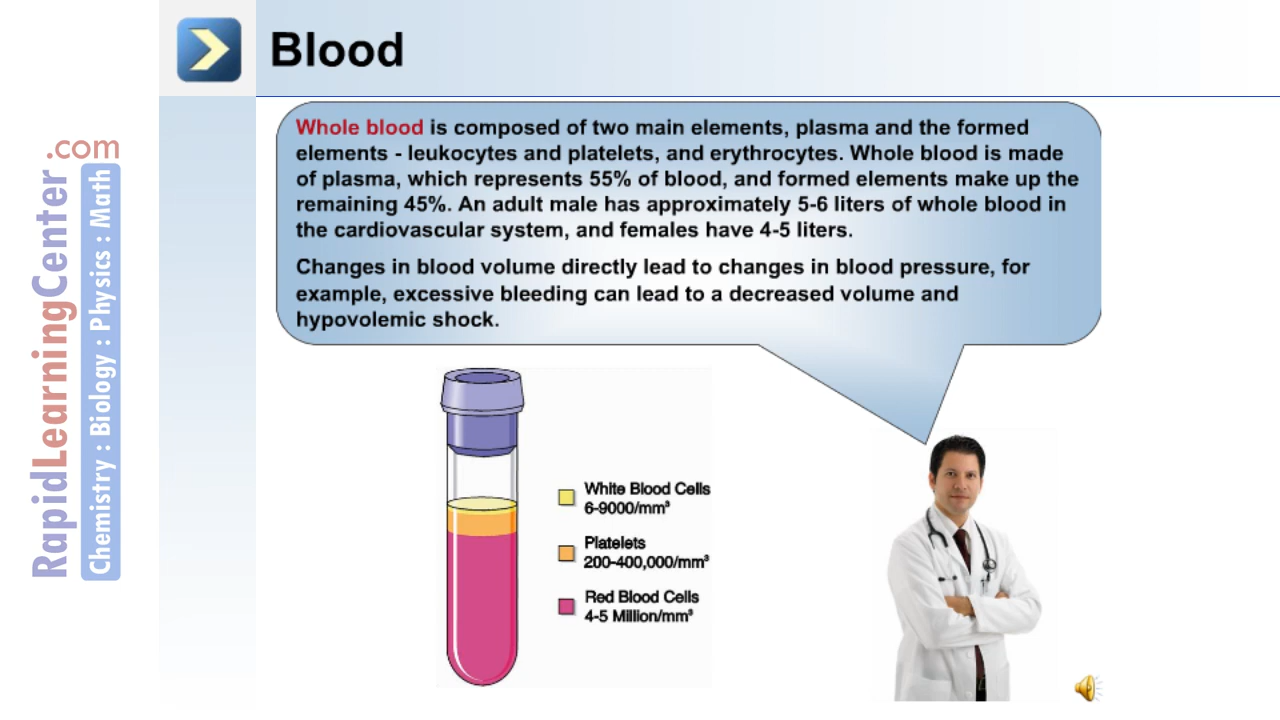 Blood
Whole blood is composed of two main elements, plasma and the formed
elements - leukocytes and platelets, and erythrocytes. Whole blood is made
of plasma, which represents 55% of blood, and formed elements make up the
remaining 45%. An adult male has approximately 5-6 liters of whole blood in
the cardiovascular system, and females have 4-5 liters.
Changes in blood volume directly lead to changes in blood pressure, for
example, excessive bleeding can lead to a decreased volume and
hypovolemic shock.
White Blood Cells
6-9000/mm³
Platelets
200-400,000/mm³
Red Blood Cells
4-5 Million/mm³
RapidLearningCenter.com
Chemistry : Biology : Physics : Math